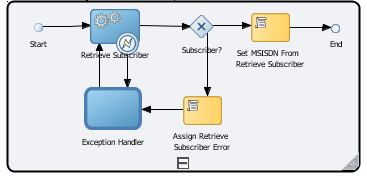 Start
Retrieve Subscriber
Subscriber?
Set MSISDN From
Retrieve Subscriber
End
Exception Handler
Assign Retrieve
Subscriber Error